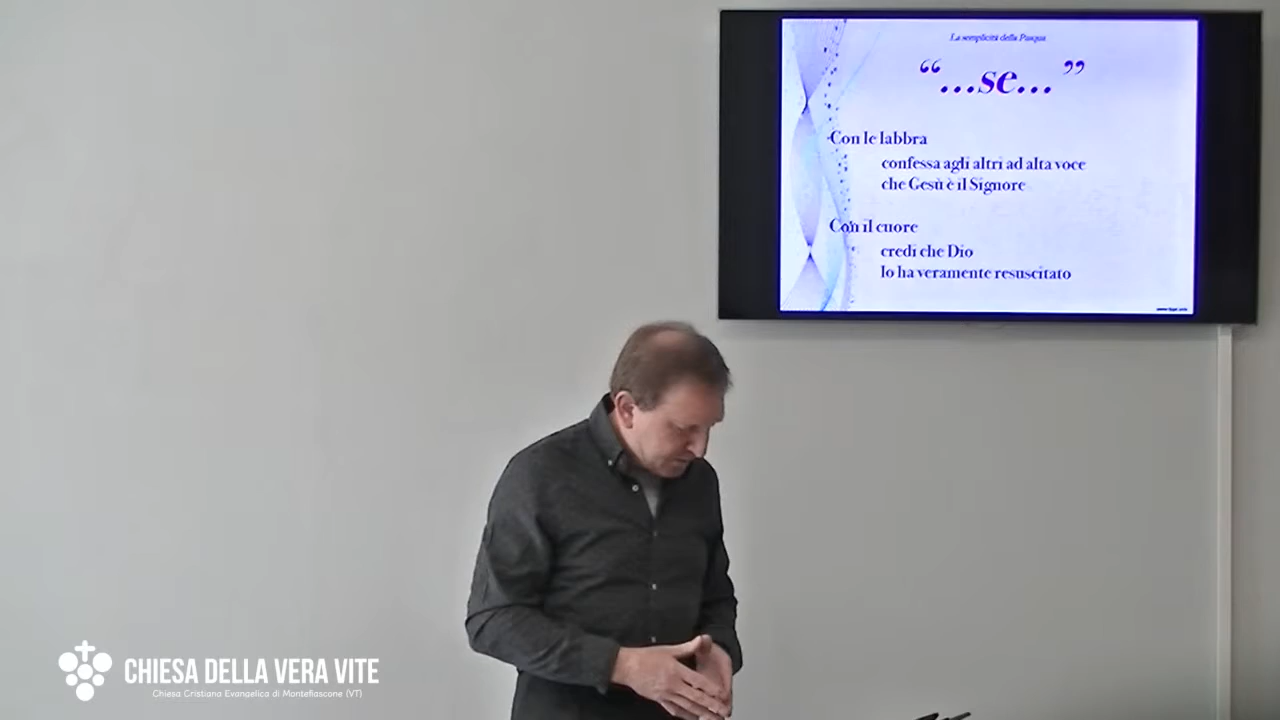 La semplicità della Pasqua
“...se...”
Con le labbra
confessa agli altri ad alta voce
che Gesù è il Signore
Con il cuore
credi che Dio
lo ha veramente resuscitato
CHIESA DELLA VERA VITE
Chiesa Cristiana Evangelica di Montefiascone (VT)